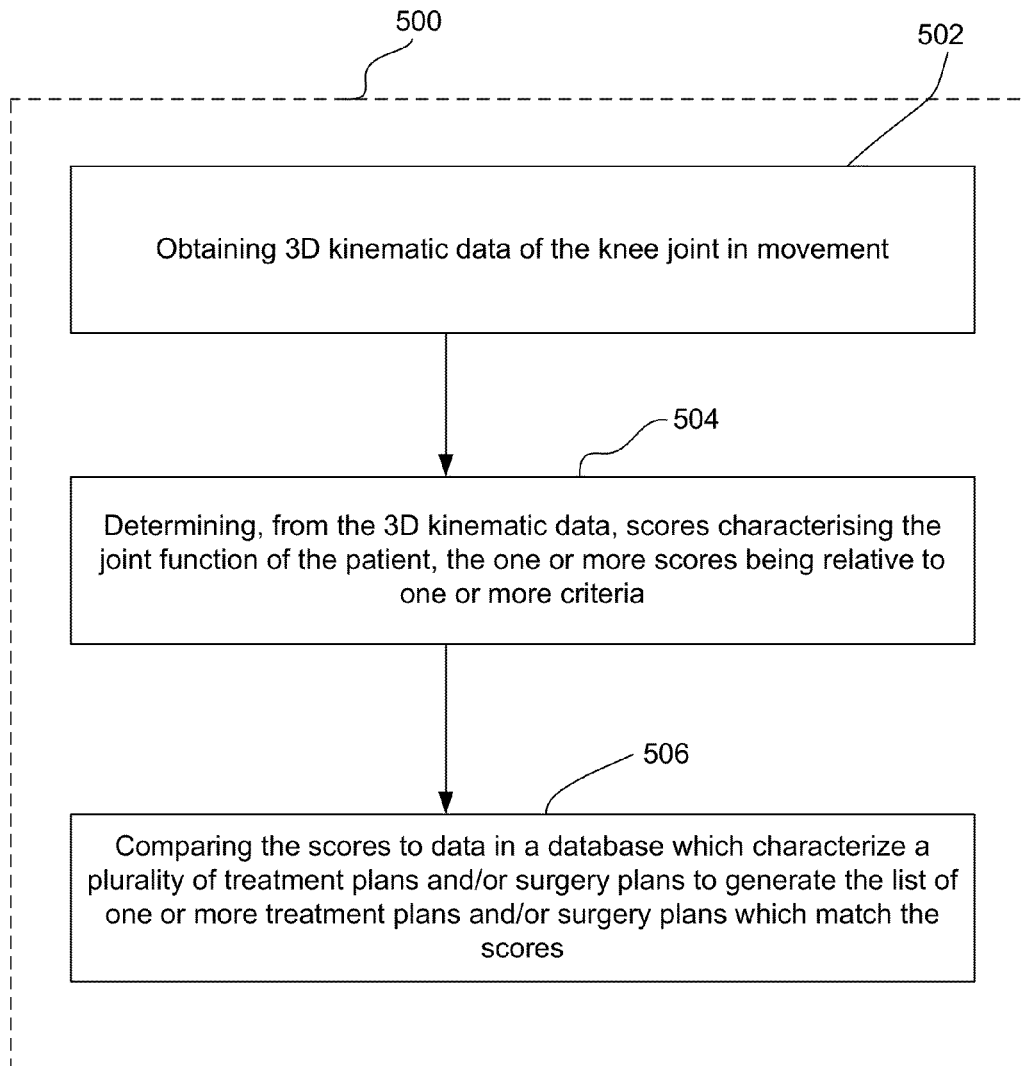 500
502
Obtaining 3D kinematic data of the knee joint in movement
504
Determining, from the 3D kinematic data, scores characterising the
joint function of the patient, the one or more scores being relative to
one or more criteria
506
Comparing the scores to data in a database which characterize a
plurality of treatment plans and/or surgery plans to generate the list of
one or more treatment plans and/or surgery plans which match the
scores